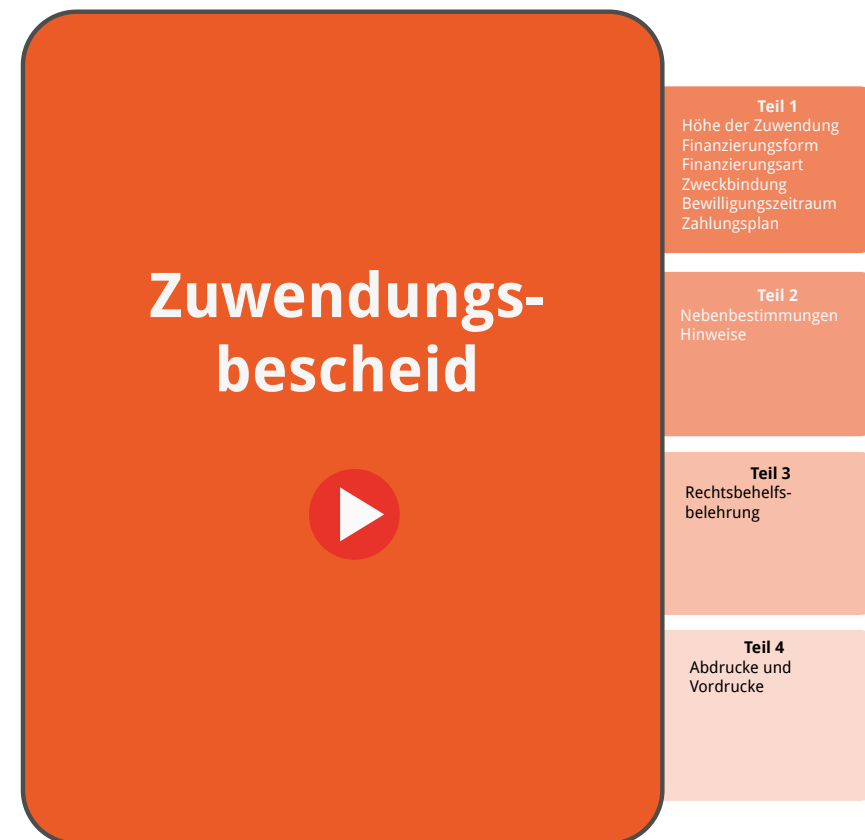 Zuwendungs-
bescheid
Teil 1
Höhe der Zuwendung
Finanzierungsform
Finanzierungsart
Zweckbindung
Bewilligungszeitraum
Zahlungsplan
Teil 2
Nebenbestimmungen
Hinweise
Teil 3
Rechtsbehelfs-
belehrung
Teil 4
Abdrucke und
Vordrucke